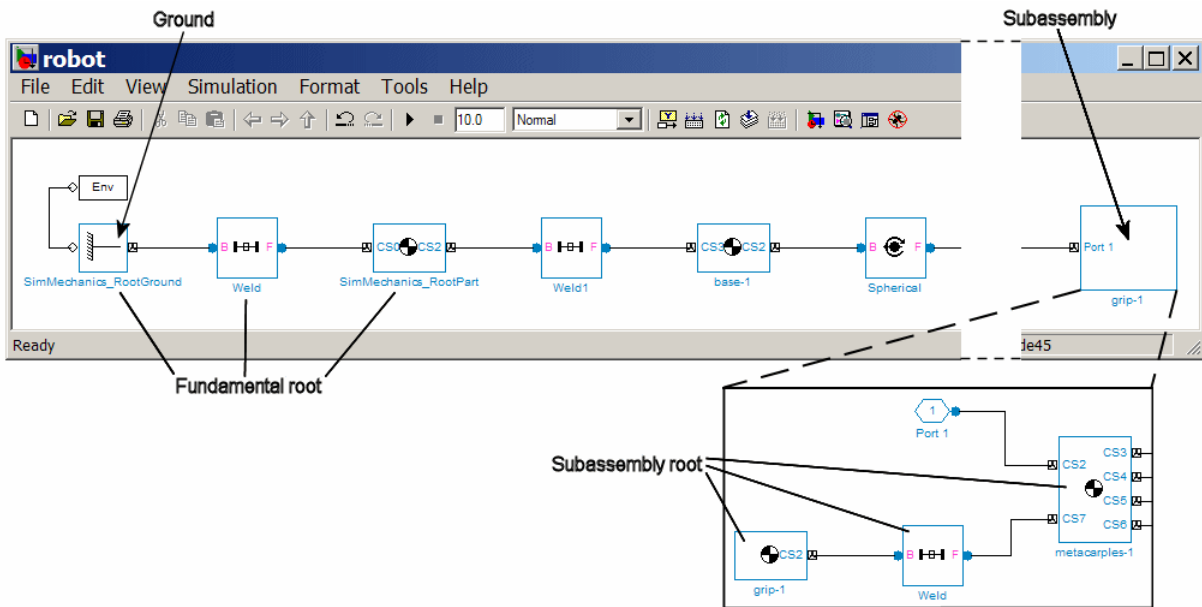 Ground
Subassembly
robot
File Edit View Simulation Format Tools Help
10.0 Normal
Env
B F
CS0 CS2
B F
CS3 CS2
B F
Port 1
SimMechanics_RootGround
Weld
SimMechanics_RootPart
Weld1
base-1
Spherical
grip-1
Ready
de45
Fundamental root
1
Port 1
CS2
CS3
CS4
CS5
CS6
CS7
metacarples-1
Subassembly root
CS2
grip-1
B F
Weld